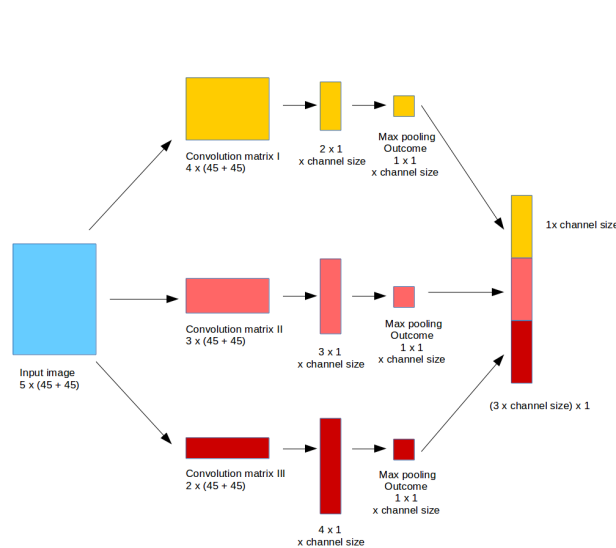 Convolution matrix I
4 x (45 + 45)
2 x 1
x channel size
Max pooling
Outcome
1 x 1
x channel size
1x channel size
Input image
5 x (45 + 45)
Convolution matrix II
3 x (45 + 45)
3 x 1
x channel size
Max pooling
Outcome
1 x 1
x channel size
(3 x channel size) x 1
Convolution matrix III
2 x (45 + 45)
4 x 1
x channel size
Max pooling
Outcome
1 x 1
x channel size